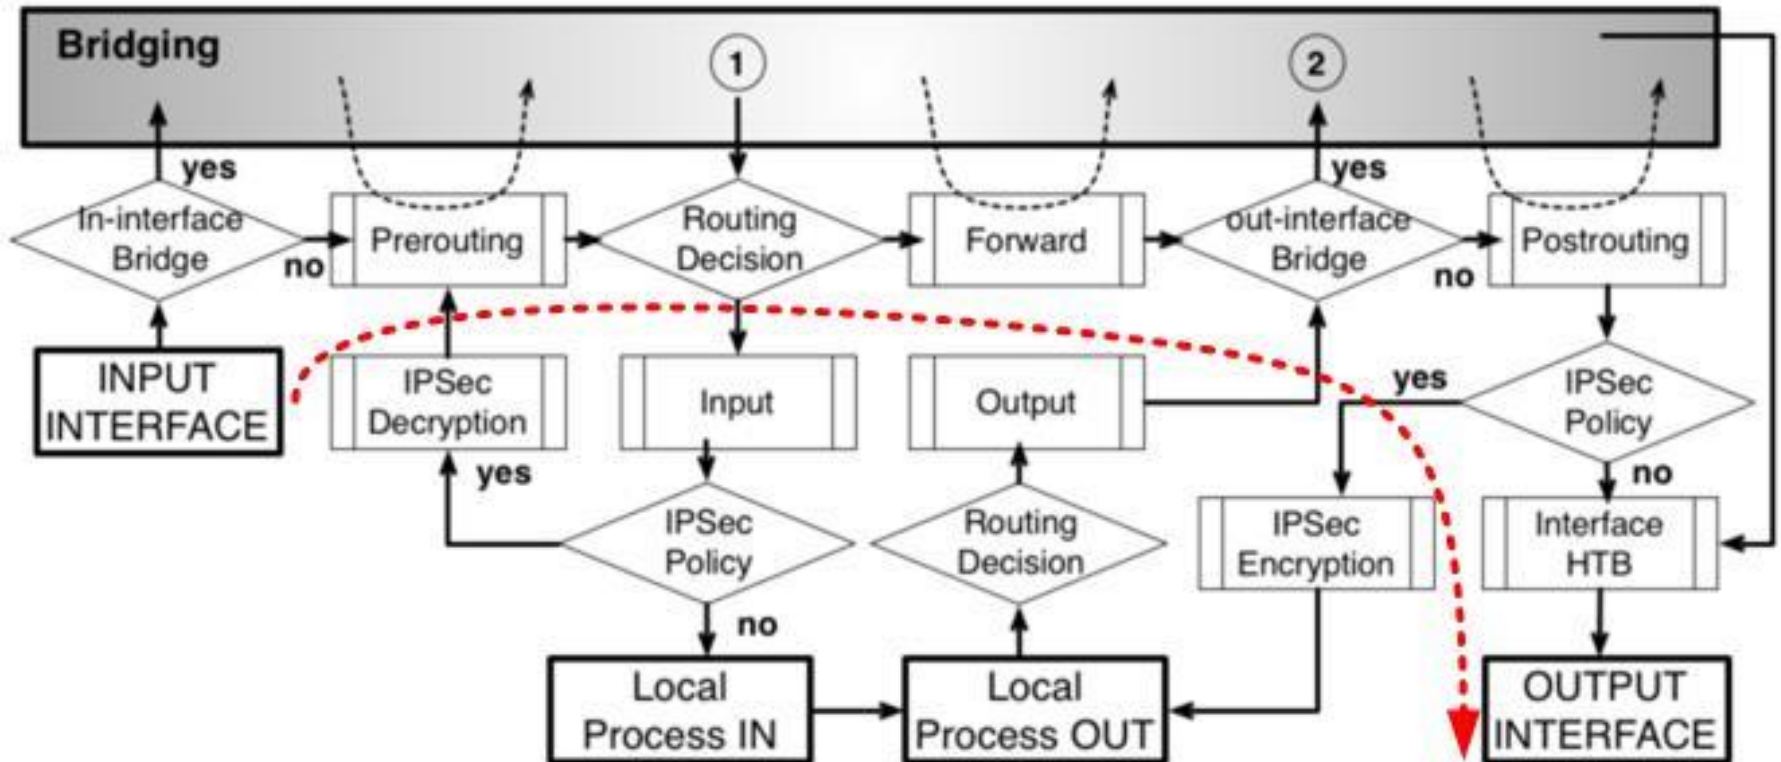 Bridging
1
2
yes
yes
In-interface
Bridge
no
Prerouting
Routing
Decision
Forward
out-interface
Bridge
no
Postrouting
INPUT
INTERFACE
IPSec
Decryption
Input
Output
yes
IPSec
Policy
yes
no
IPSec
Policy
Routing
Decision
IPSec
Encryption
Interface
HTB
no
Local
Process IN
Local
Process OUT
OUTPUT
INTERFACE